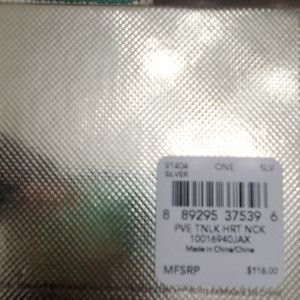 91404 ONE SLV
SILVER
8 89295 37539 6
PVE TNLK HRT NCK
10016940JAX
Made in China/China
MFSRP $118.00